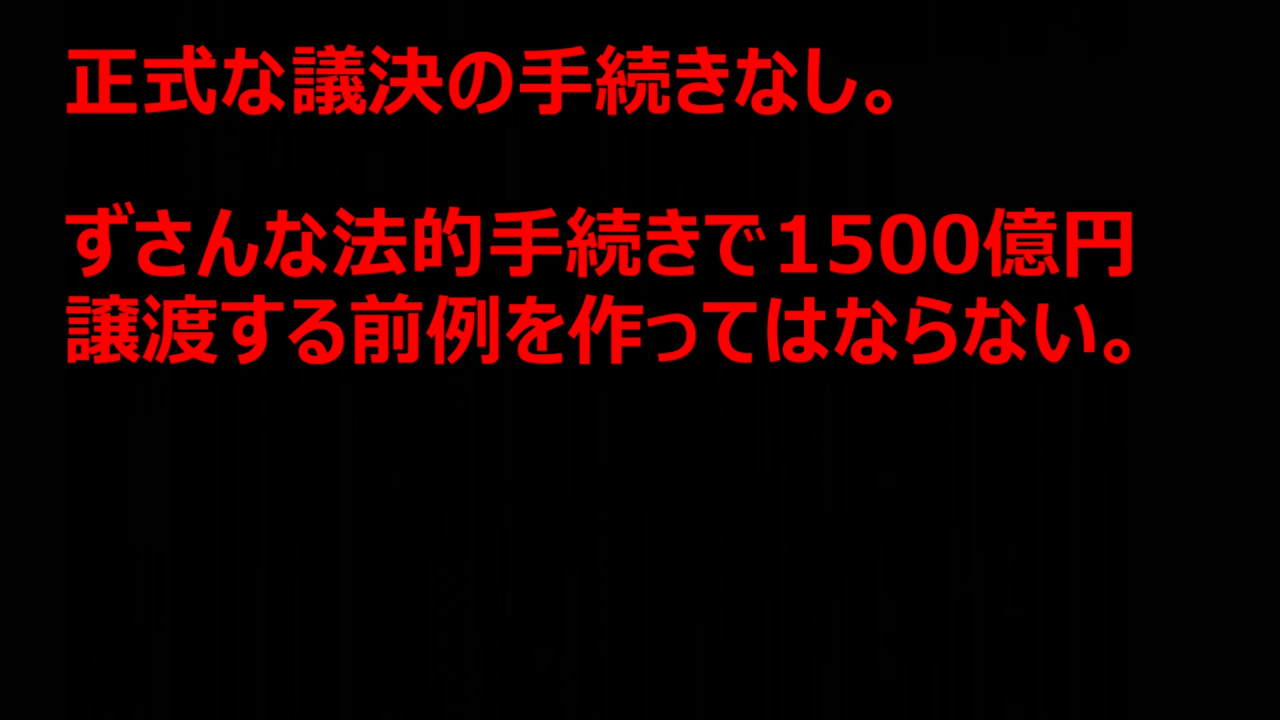 正式な議決の手続きなし。
ずさんな法的手続きで1500億円
譲渡する前例を作ってはならない。